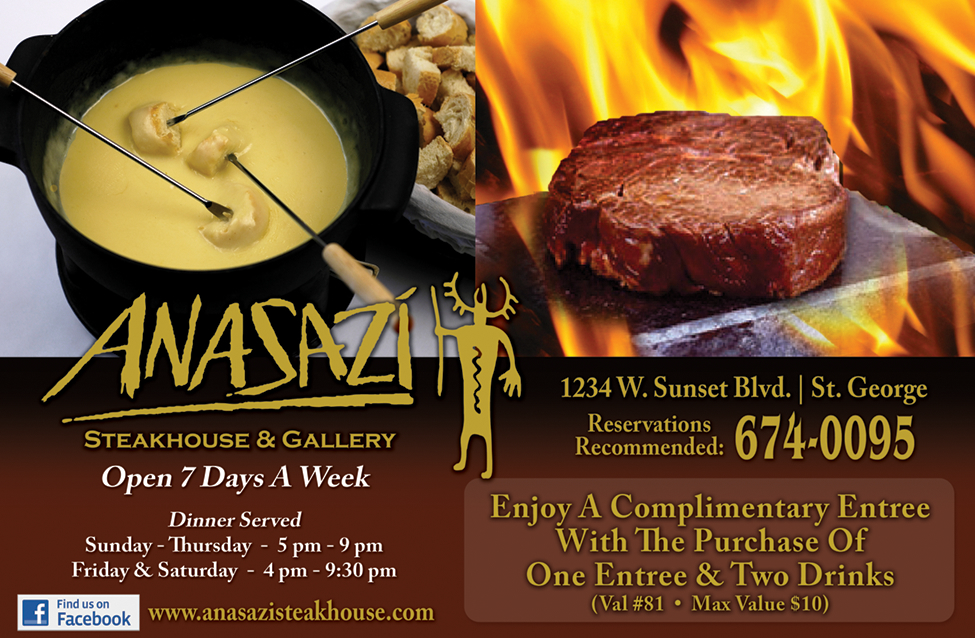 ANASAZÍ
STEAKHOUSE & GALLERY
Open 7 Days A Week
Dinner Served
Sunday - Thursday - 5 pm - 9 pm
Friday & Saturday - 4 pm - 9:30 pm
Find us on
Facebook
www.anasazisteakhouse.com
1234 W. Sunset Blvd. | St. George
Reservations
Recommended: 674-0095
Enjoy A Complimentary Entree
With The Purchase Of
One Entree & Two Drinks
(Val #81 • Max Value $10)